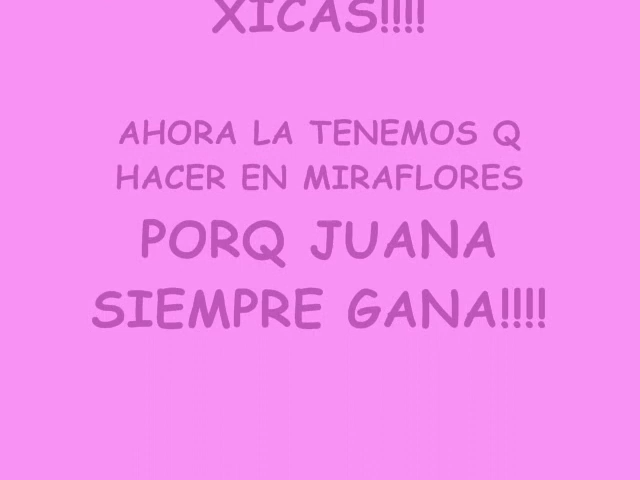 XICAS!!!!
AHORA LA TENEMOS Q
HACER EN MIRAFLORES
PORQ JUANA
SIEMPRE GANA!!!!